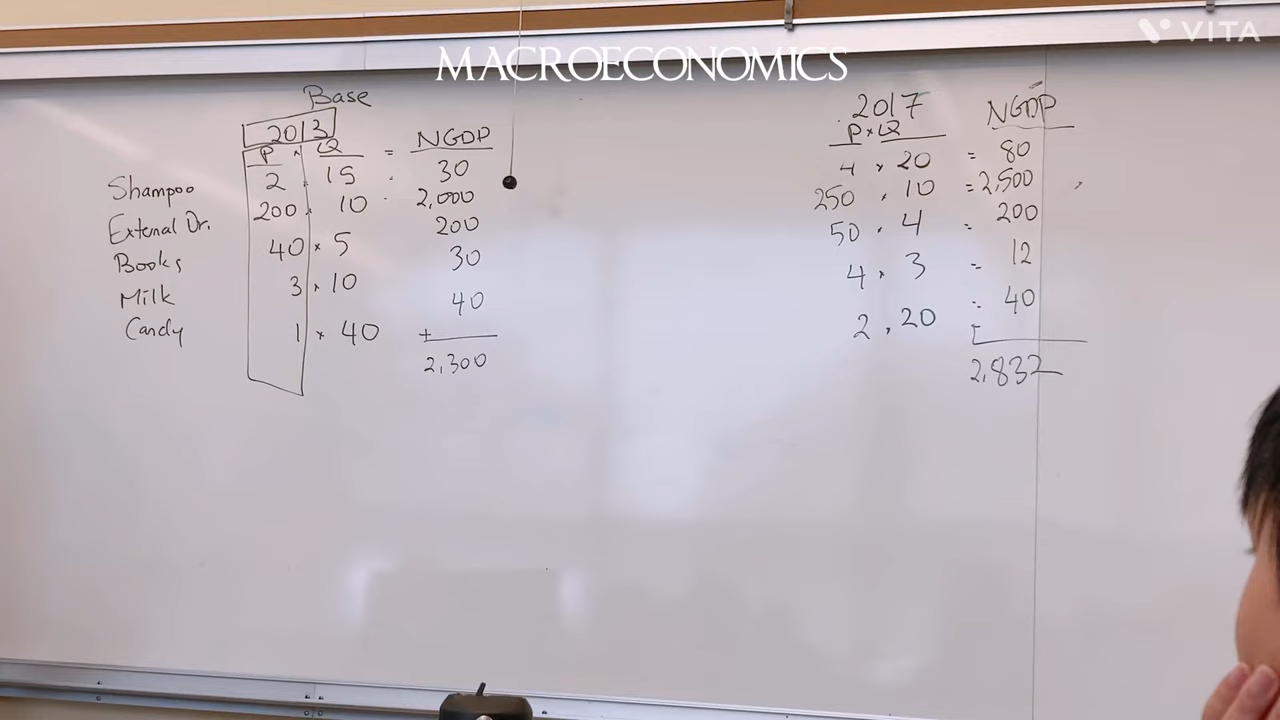 VITA
MACROECONOMICS
Base
2013
P × Q = NGDP
Shampoo 2 . 15 . 30
External Dr. 200 . 10 . 2,000
Books 40 × 5 200
Milk 3 × 10 30
Candy 1 × 40 40
+
2,300
2017 NGDP
P × Q
4 × 20 = 80
250 . 10 = 2,500
50 . 4 = 200
4 × 3 = 12
2 . 20 = 40
2,832